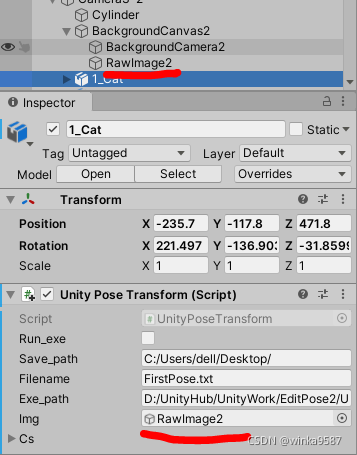 Camera3-2
Cylinder
BackgroundCanvas2
BackgroundCamera2
RawImage2
1_Cat
Inspector
1_Cat
Static
Tag Untagged Layer Default
Model Open Select Overrides
Transform
Position X -235.7 Y -117.8 Z 471.8
Rotation X 221.497 Y -136.903 Z -31.8599
Scale X 1 Y 1 Z 1
Unity Pose Transform (Script)
Script UnityPoseTransform
Run_exe
Save_path C:/Users/dell/Desktop/
Filename FirstPose.txt
Exe_path D:/UnityHub/UnityWork/EditPose2/U
Img RawImage2
Cs
CSDN @winka9587